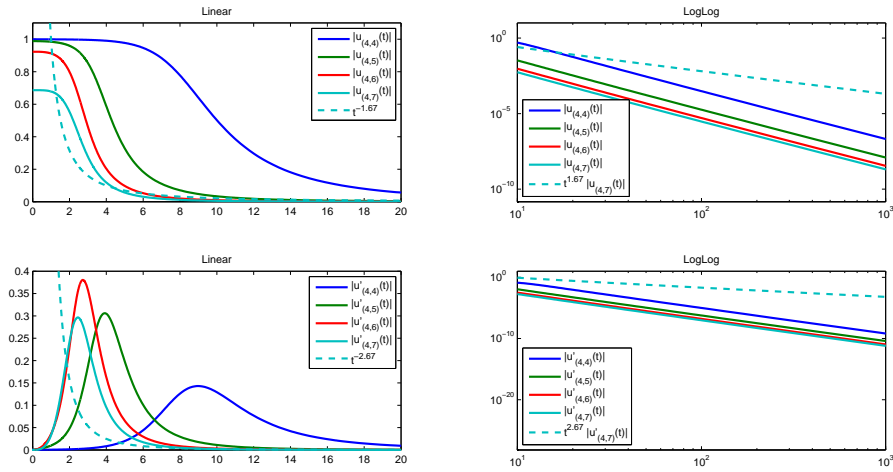 Linear
1
0.8
0.6
0.4
0.2
0
0 2 4 6 8 10 12 14 16 18 20
|u(4,4)(t)|
|u(4,5)(t)|
|u(4,6)(t)|
|u(4,7)(t)|
t^-1.67
LogLog
10^0
10^-5
10^-10
10^1 10^2 10^3
|u(4,4)(t)|
|u(4,5)(t)|
|u(4,6)(t)|
|u(4,7)(t)|
t^1.67 |u(4,7)(t)|
Linear
0.4
0.35
0.3
0.25
0.2
0.15
0.1
0.05
0
0 2 4 6 8 10 12 14 16 18 20
|u'(4,4)(t)|
|u'(4,5)(t)|
|u'(4,6)(t)|
|u'(4,7)(t)|
t^-2.67
LogLog
10^0
10^-10
10^-20
10^1 10^2 10^3
|u'(4,4)(t)|
|u'(4,5)(t)|
|u'(4,6)(t)|
|u'(4,7)(t)|
t^2.67 |u'(4,7)(t)|